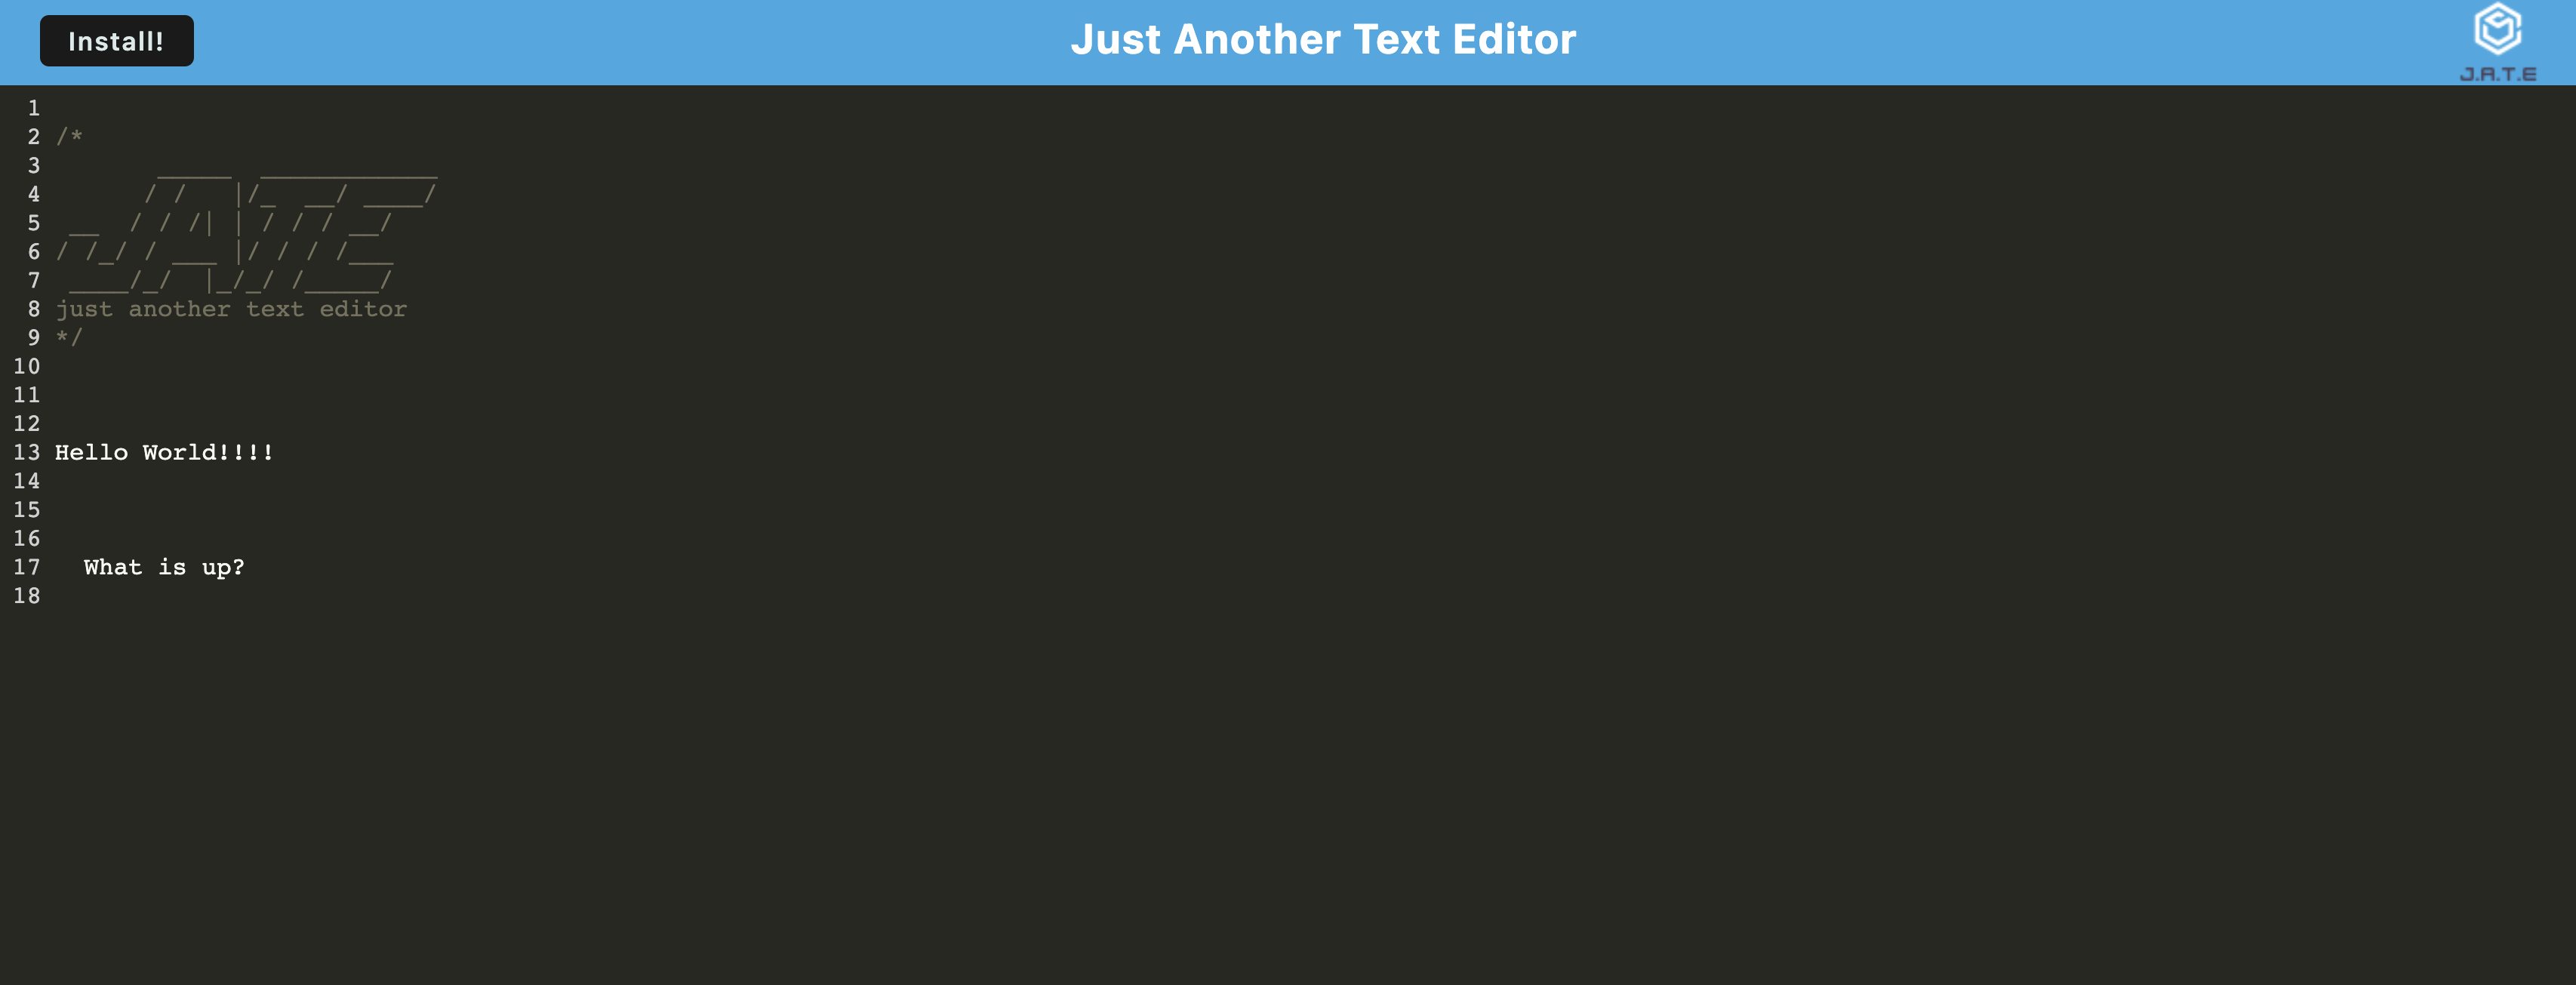 Install!
Just Another Text Editor
J.A.T.E
1
2 /*
3        _____  ____________
4       / /   |/_  __/ ____/
5  __  / / /| | / / / __/
6 / /_/ / ___ |/ / / /___
7  ____/_/  |_/_/ /_____/
8 just another text editor
9 */
10
11
12
13 Hello World!!!!
14
15
16
17   What is up?
18